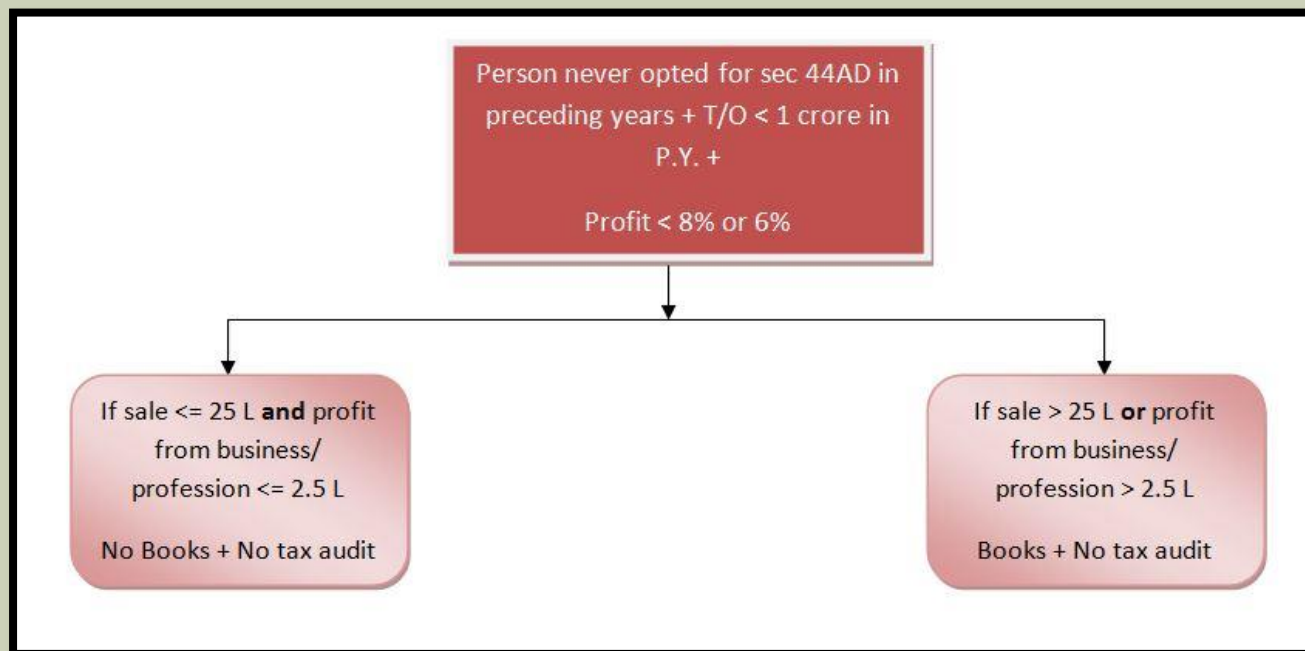 Person never opted for sec 44AD in
preceding years + T/O < 1 crore in
P.Y. +
Profit < 8% or 6%
If sale <= 25 L and profit
from business/
profession <= 2.5 L
No Books + No tax audit
If sale > 25 L or profit
from business/
profession > 2.5 L
Books + No tax audit